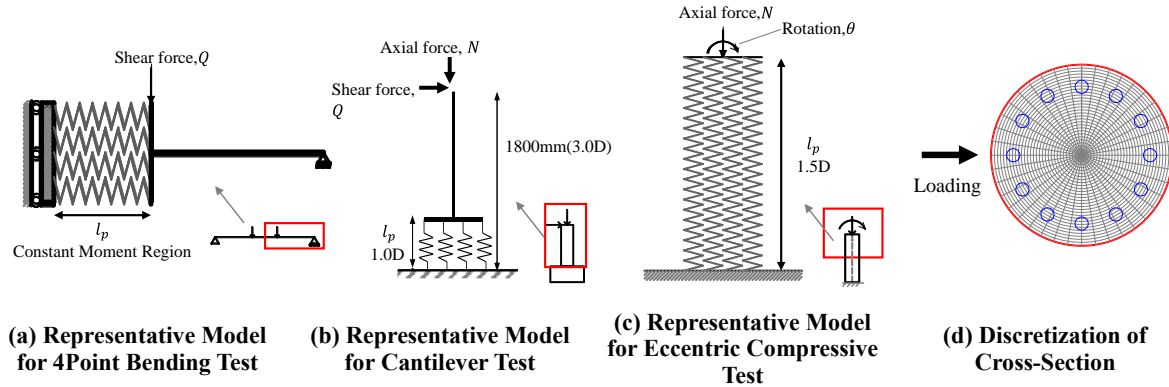 Shear force,Q
l_p
Constant Moment Region
(a) Representative Model
for 4Point Bending Test
Axial force, N
Shear force,
Q
1800mm(3.0D)
l_p
1.0D
(b) Representative Model
for Cantilever Test
Axial force,N
Rotation,θ
l_p
1.5D
(c) Representative Model
for Eccentric Compressive
Test
Loading
(d) Discretization of
Cross-Section